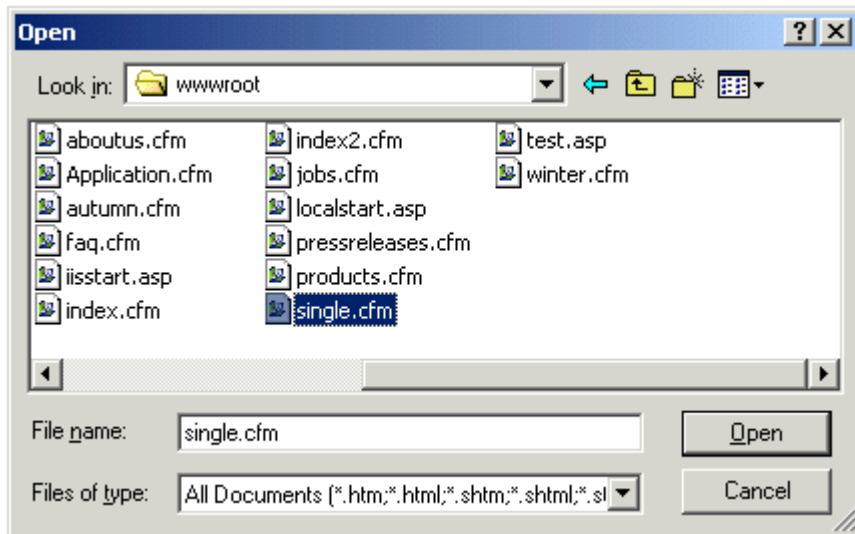 Open
Look in: wwwroot
aboutus.cfm index2.cfm test.asp
Application.cfm jobs.cfm winter.cfm
autumn.cfm localstart.asp
faq.cfm pressreleases.cfm
iisstart.asp products.cfm
index.cfm single.cfm
File name: single.cfm Open
Files of type: All Documents (*.htm;*.html;*.shtm;*.shtml;*.sl Cancel